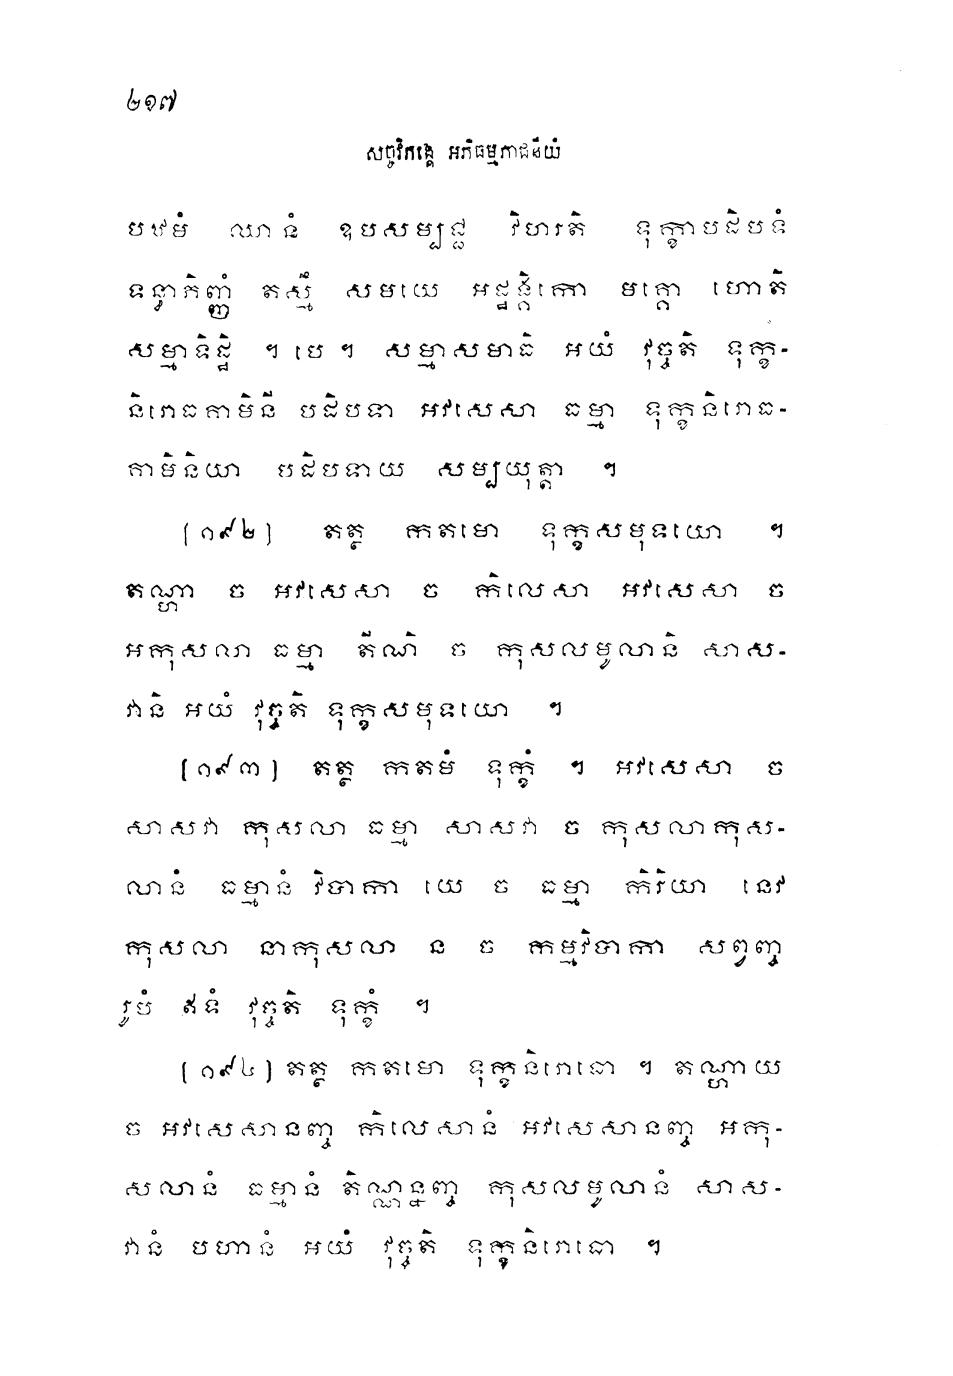 ២១៧
សច្ចវិភង្គេ អភិធម្មភាជនីយំ
បឋមំ ឈានំ ឧបសម្បជ្ជ វិហរតិ ទុក្ខាបដិបទំ
ទន្ធាភិញ្ញំ តស្មឹ សមយេ អដ្ឋង្គិកោ មគ្គោ ហោតិ
សម្មាទិដ្ឋិ ។ បេ ។ សម្មាសមាធិ អយំ វុច្ចតិ ទុក្ខ-
និរោធគាមិនី បដិបទា អវសេសា ធម្មា ទុក្ខនិរោធ-
គាមិនិយា បដិបទាយ សម្បយុត្តា ។
[១៩២] តត្ថ កតមោ ទុក្ខសមុទយោ ។
តណ្ហា ច អវសេសា ច កិលេសា អវសេសា ច
អកុសលា ធម្មា តីណិ ច កុសលមូលានិ សាស-
វានិ អយំ វុច្ចតិ ទុក្ខសមុទយោ ។
[១៩៣] តត្ថ កតមំ ទុក្ខំ ។ អវសេសា ច
សាសវា កុសលា ធម្មា សាសវា ច កុសលាកុស-
លានំ ធម្មានំ វិបាកា យេ ច ធម្មា កិរិយា នេវ
កុសលា នាកុសលា ន ច កម្មវិបាកា សព្វញ្ច
រូបំ ឥទំ វុច្ចតិ ទុក្ខំ ។
[១៩៤] តត្ថ កតមោ ទុក្ខនិរោធោ ។ តណ្ហាយ
ច អវសេសានញ្ច កិលេសានំ អវសេសានញ្ច អកុ-
សលានំ ធម្មានំ តិណ្ណន្នញ្ច កុសលមូលានំ សាស-
វានំ បហានំ អយំ វុច្ចតិ ទុក្ខនិរោធោ ។